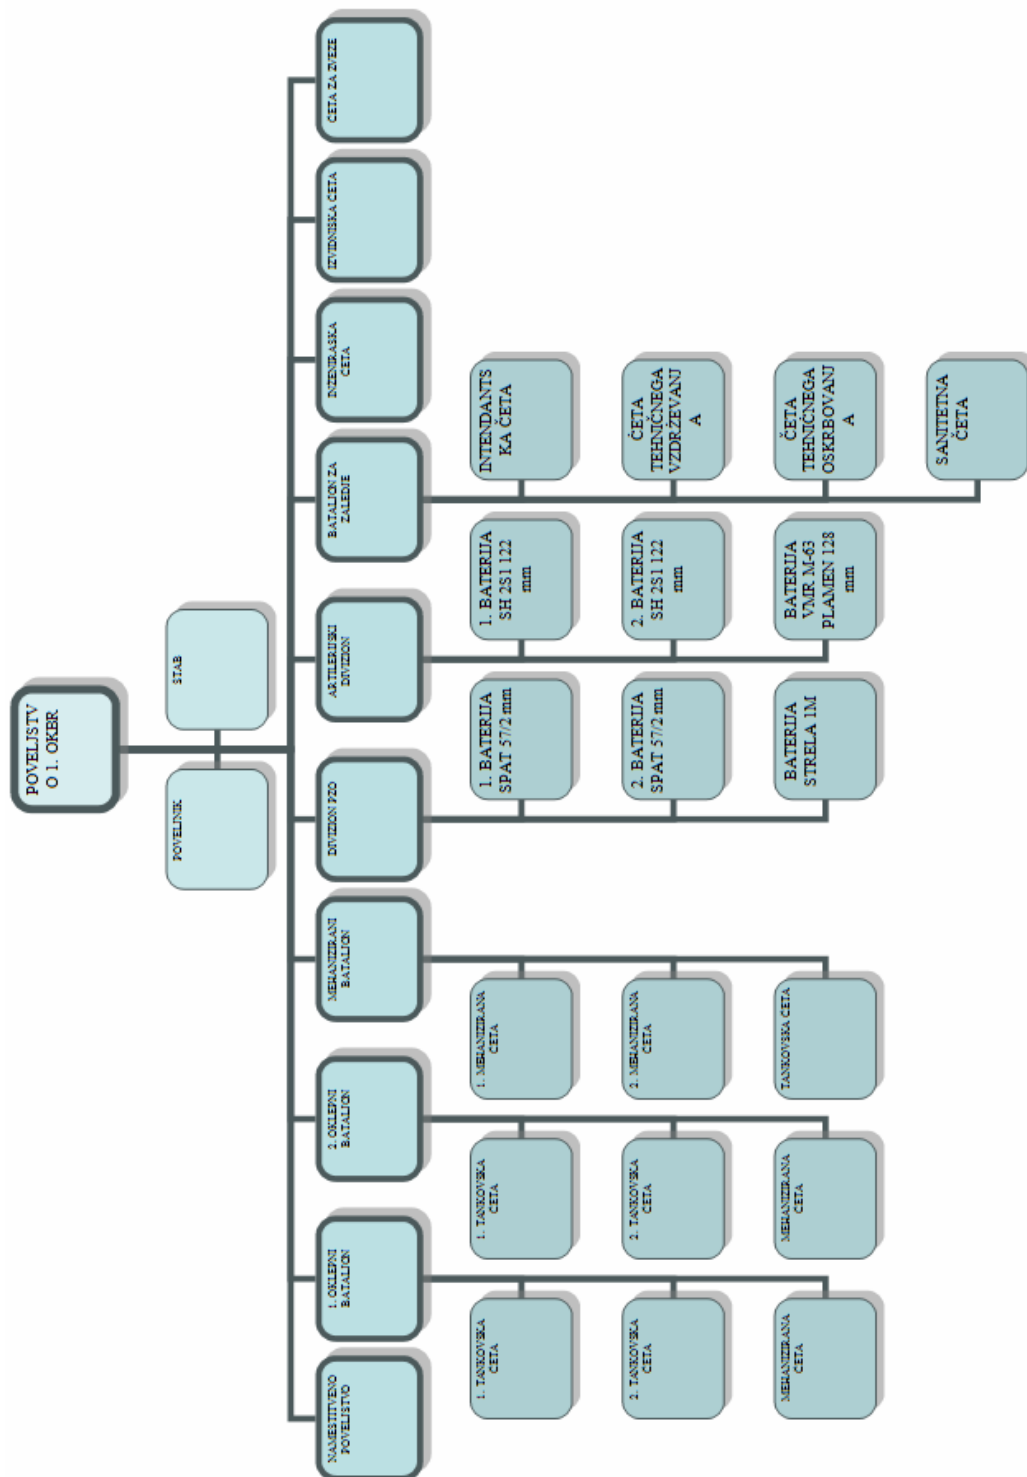 POVELJSTV
O 1. OKBR
POVELJNIK
ŠTAB
NAMESTITVENO
POVELJSTVO
1. OKLEPNI
BATALJON
2. OKLEPNI
BATALJON
MEHANIZIRANI
BATALJON
DIVIZION PZO
ARTILERIJSKI
DIVIZION
BATALJON ZA
ZALEDJE
INŽENIRASKA
ČETA
IZVIDNIŠKA ČETA
ČETA ZA ZVEZE
1. TANKOVSKA
ČETA
2. TANKOVSKA
ČETA
MEHANIZIRANA
ČETA
1. TANKOVSKA
ČETA
2. TANKOVSKA
ČETA
MEHANIZIRANA
ČETA
1. MEHANIZIRANA
ČETA
2. MEHANIZIRANA
ČETA
TANKOVSKA ČETA
1. BATERIJA
SPAT 57/2 mm
2. BATERIJA
SPAT 57/2 mm
BATERIJA
STRELA 1M
1. BATERIJA
SH 2S1 122
mm
2. BATERIJA
SH 2S1 122
mm
BATERIJA
VMR M-63
PLAMEN 128
mm
INTENDANTS
KA ČETA
ČETA
TEHNIČNEGA
VZDRŽEVANJ
A
ČETA
TEHNIČNEGA
OSKRBOVANJ
A
SANITETNA
ČETA